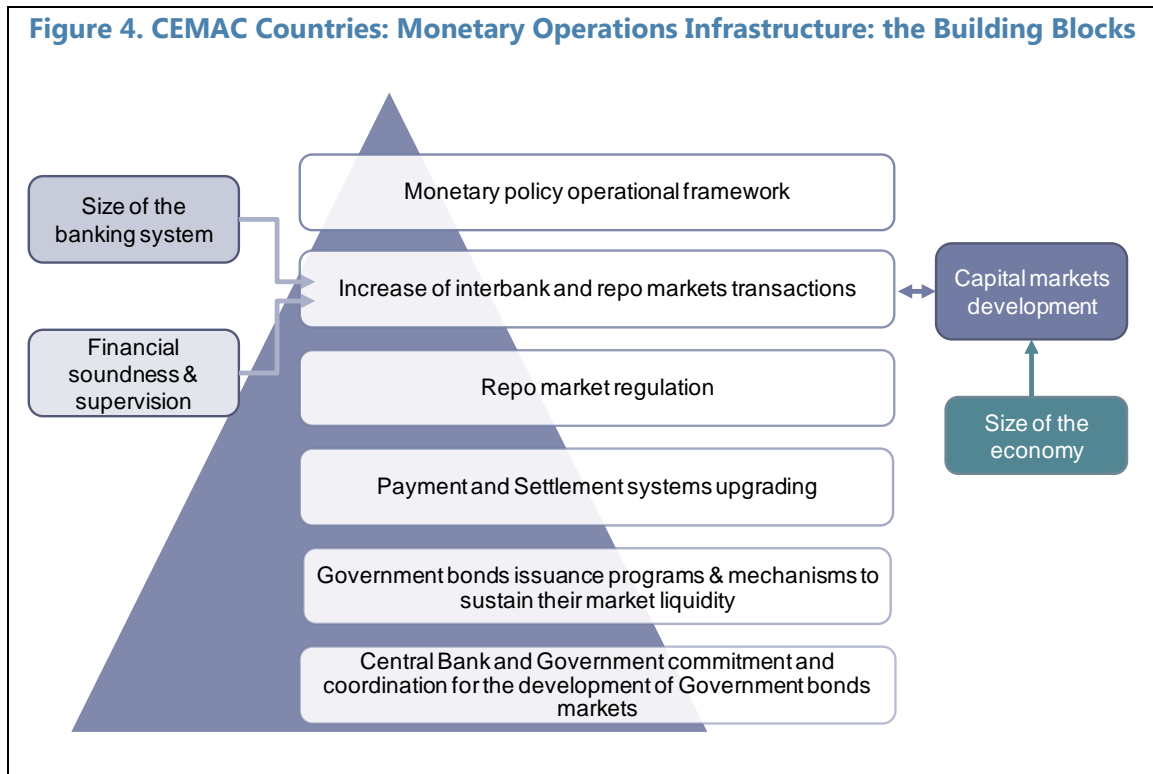 Figure 4. CEMAC Countries: Monetary Operations Infrastructure: the Building Blocks
Monetary policy operational framework
Size of the
banking system
Increase of interbank and repo markets transactions
Capital markets
development
Financial
soundness &
supervision
Repo market regulation
Size of the
economy
Payment and Settlement systems upgrading
Government bonds issuance programs & mechanisms to
sustain their market liquidity
Central Bank and Government commitment and
coordination for the development of Government bonds
markets